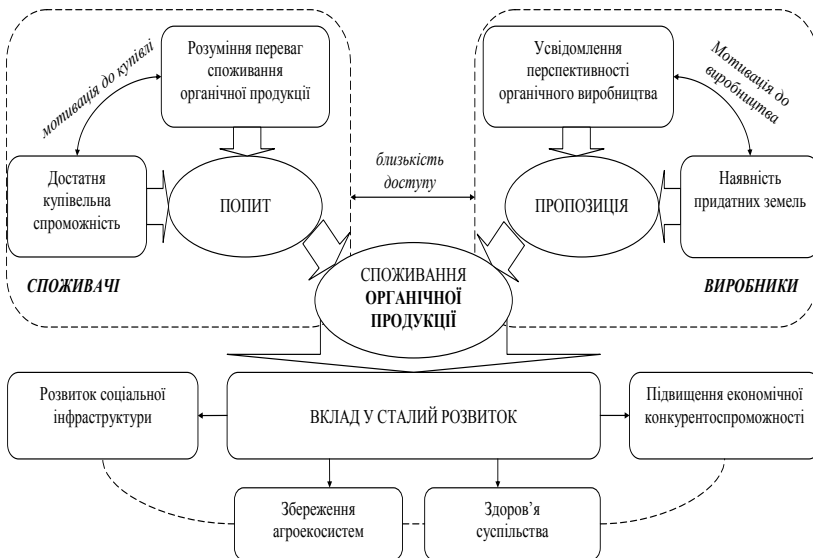 мотивація до купівлі
Розуміння переваг
споживання
органічної продукції
Достатня
купівельна
спроможність
ПОПИТ
СПОЖИВАЧІ
близькість
доступу
Усвідомлення
перспективності
органічного виробництва
Мотивація до
виробництва
ПРОПОЗИЦІЯ
Наявність
придатних земель
ВИРОБНИКИ
СПОЖИВАННЯ
ОРГАНІЧНОЇ
ПРОДУКЦІЇ
Розвиток соціальної
інфраструктури
ВКЛАД У СТАЛИЙ РОЗВИТОК
Підвищення економічної
конкурентоспроможності
Збереження
агроекосистем
Здоров’я
суспільства